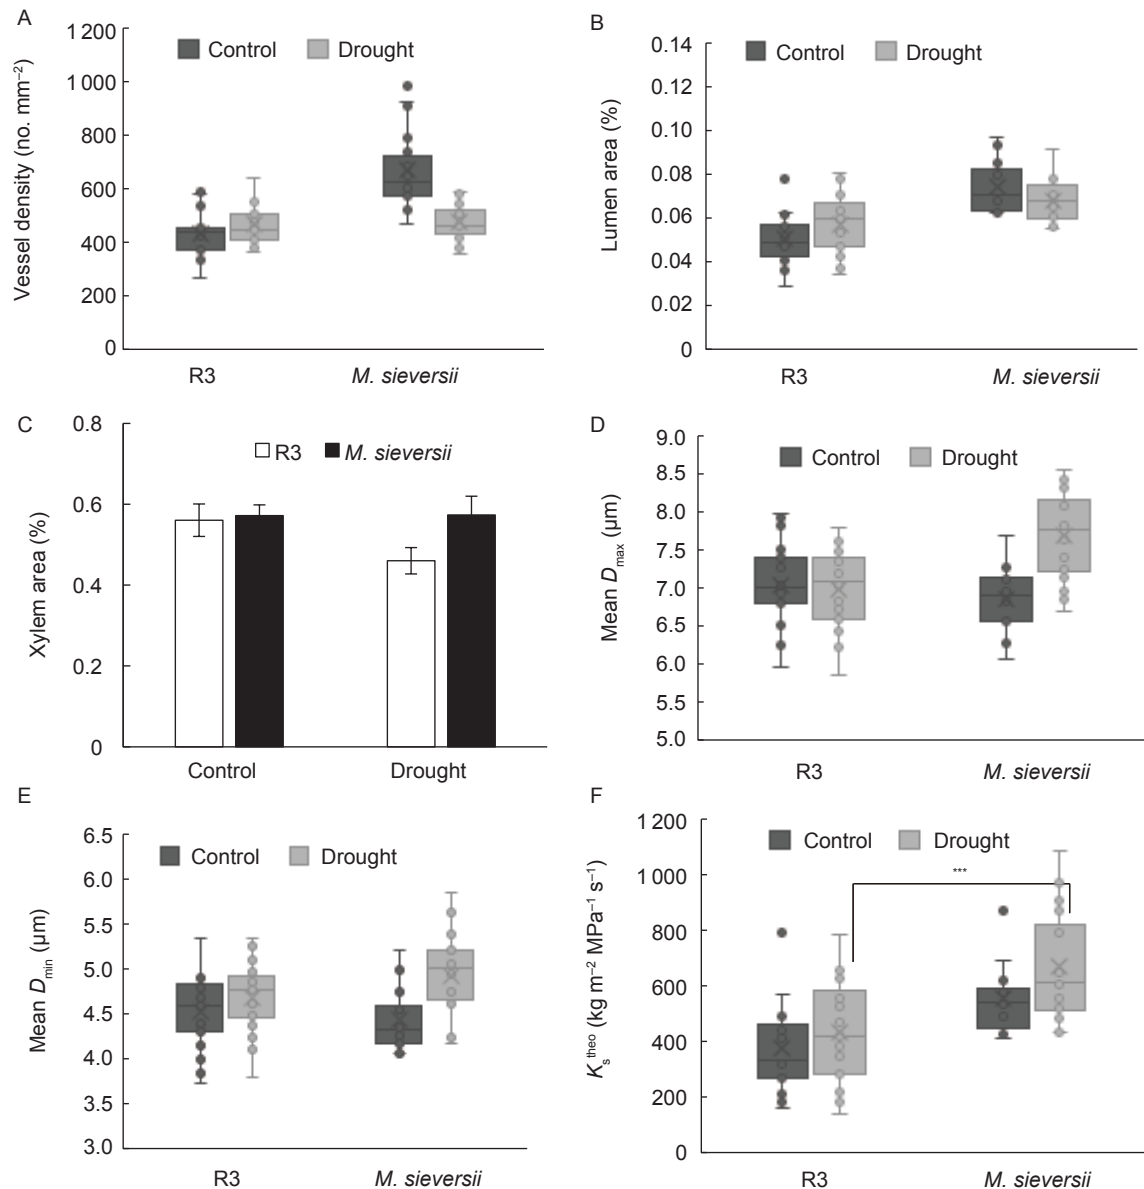 A
Vessel density (no. mm⁻²)
1 200
1 000
800
600
400
200
0
Control
Drought
R3
M. sieversii
B
Lumen area (%)
0.14
0.12
0.10
0.08
0.06
0.04
0.02
0
Control
Drought
R3
M. sieversii
C
Xylem area (%)
0.8
0.6
0.4
0.2
0
R3
M. sieversii
Control
Drought
D
Mean Dmax (µm)
9.0
8.5
8.0
7.5
7.0
6.5
6.0
5.5
5.0
Control
Drought
R3
M. sieversii
E
Mean Dmin (µm)
6.5
6.0
5.5
5.0
4.5
4.0
3.5
3.0
Control
Drought
R3
M. sieversii
F
Ks theo (kg m⁻² MPa⁻¹ s⁻¹)
1 200
1 000
800
600
400
200
0
Control
Drought
***
R3
M. sieversii